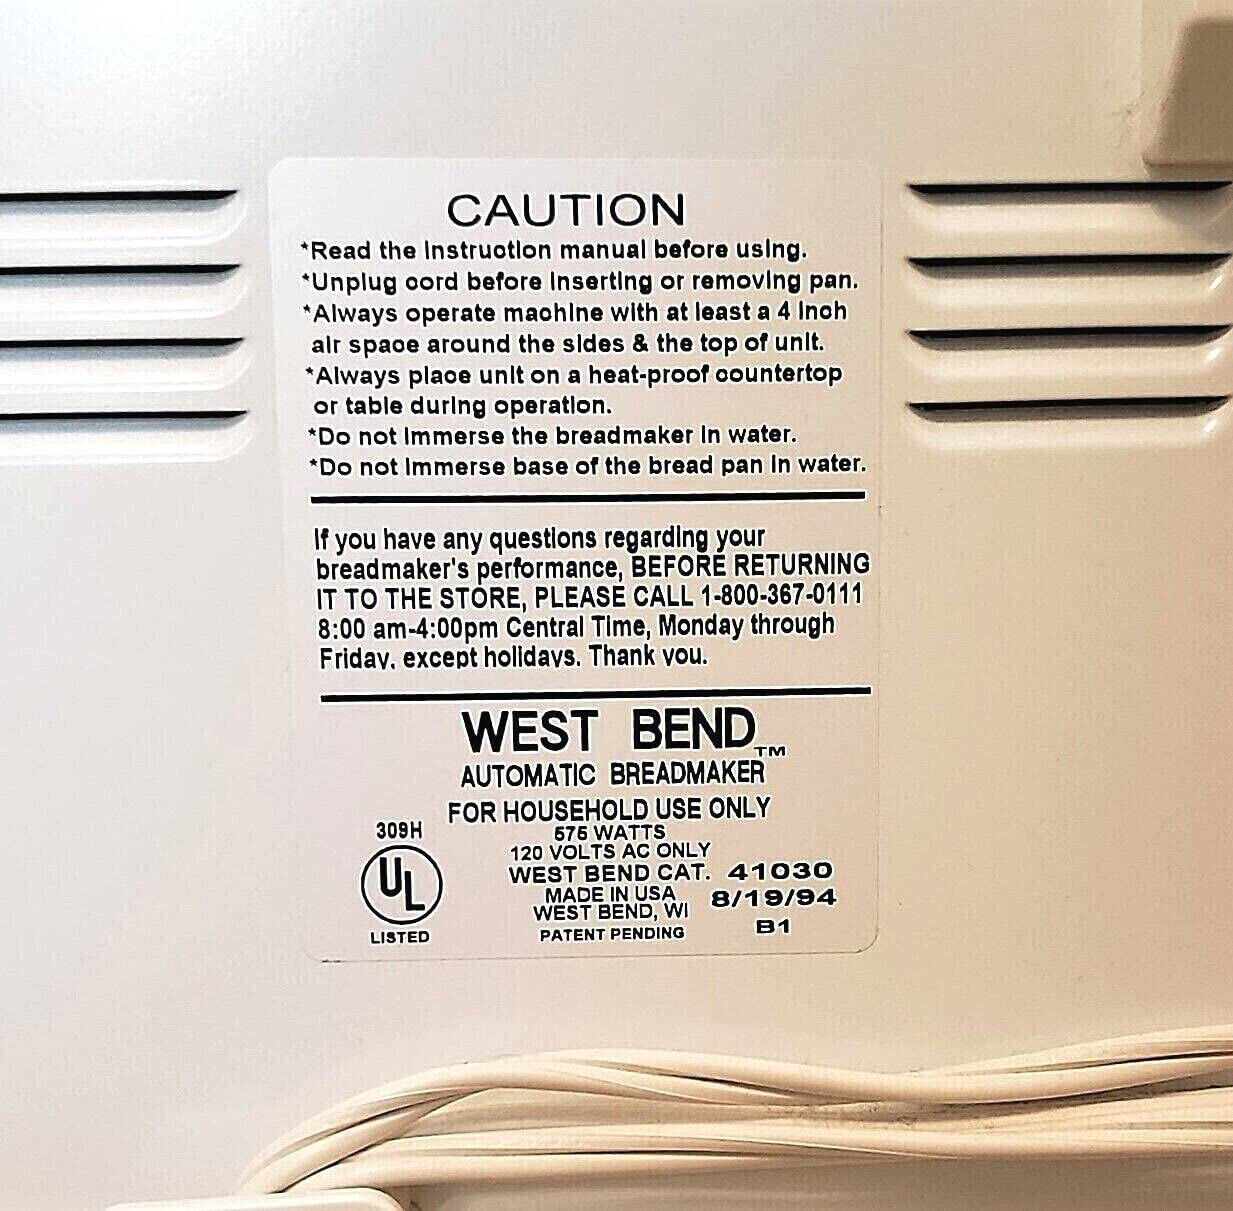 CAUTION
*Read the instruction manual before using.
*Unplug cord before inserting or removing pan.
*Always operate machine with at least a 4 inch
air space around the sides & the top of unit.
*Always place unit on a heat-proof countertop
or table during operation.
*Do not immerse the breadmaker in water.
*Do not immerse base of the bread pan in water.
If you have any questions regarding your
breadmaker's performance, BEFORE RETURNING
IT TO THE STORE, PLEASE CALL 1-800-367-0111
8:00 am-4:00pm Central Time, Monday through
Friday, except holidays. Thank you.
WEST BEND TM
AUTOMATIC BREADMAKER
FOR HOUSEHOLD USE ONLY
309H
UL
LISTED
575 WATTS
120 VOLTS AC ONLY
WEST BEND CAT. 41030
MADE IN USA 8/19/94
WEST BEND, WI
PATENT PENDING B1